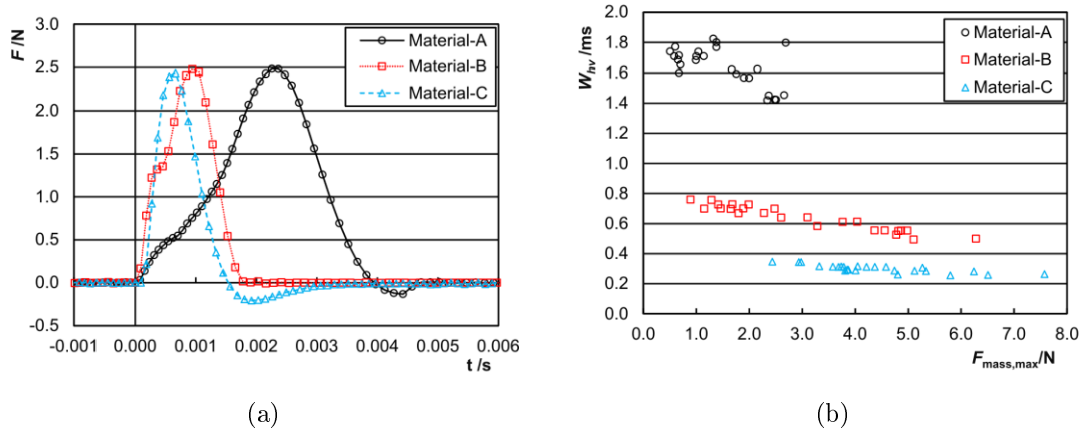 (a)
F /N
3.0
2.5
2.0
1.5
1.0
0.5
0.0
-0.5
Material-A
Material-B
Material-C
-0.001 0.000 0.001 0.002 0.003 0.004 0.005 0.006
t /s
(a)
(b)
W_hv /ms
2.0
1.8
1.6
1.4
1.2
1.0
0.8
0.6
0.4
0.2
0.0
Material-A
Material-B
Material-C
0.0 1.0 2.0 3.0 4.0 5.0 6.0 7.0 8.0
F_mass,max/N
(b)